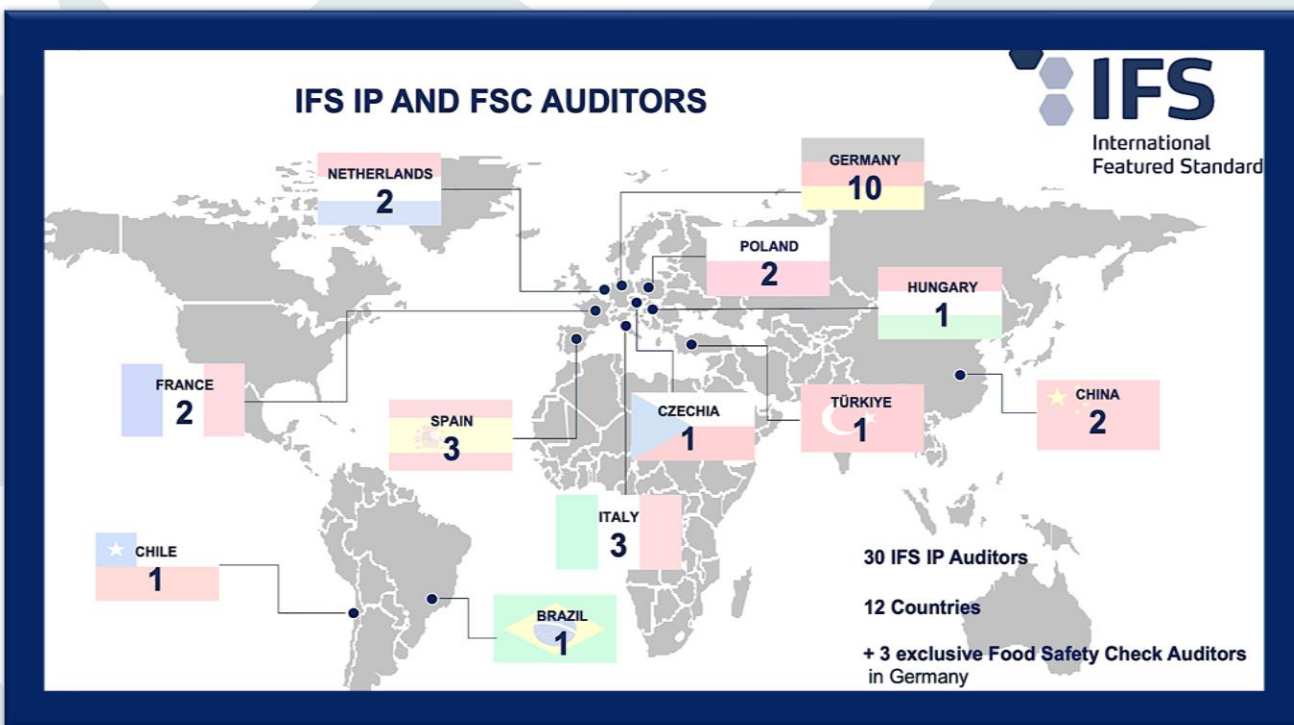 IFS IP AND FSC AUDITORS
IFS
International
Featured Standard
NETHERLANDS
2
GERMANY
10
POLAND
2
HUNGARY
1
FRANCE
2
SPAIN
3
CZECHIA
1
TÜRKIYE
1
CHINA
2
ITALY
3
CHILE
1
BRAZIL
1
30 IFS IP Auditors
12 Countries
+ 3 exclusive Food Safety Check Auditors
in Germany